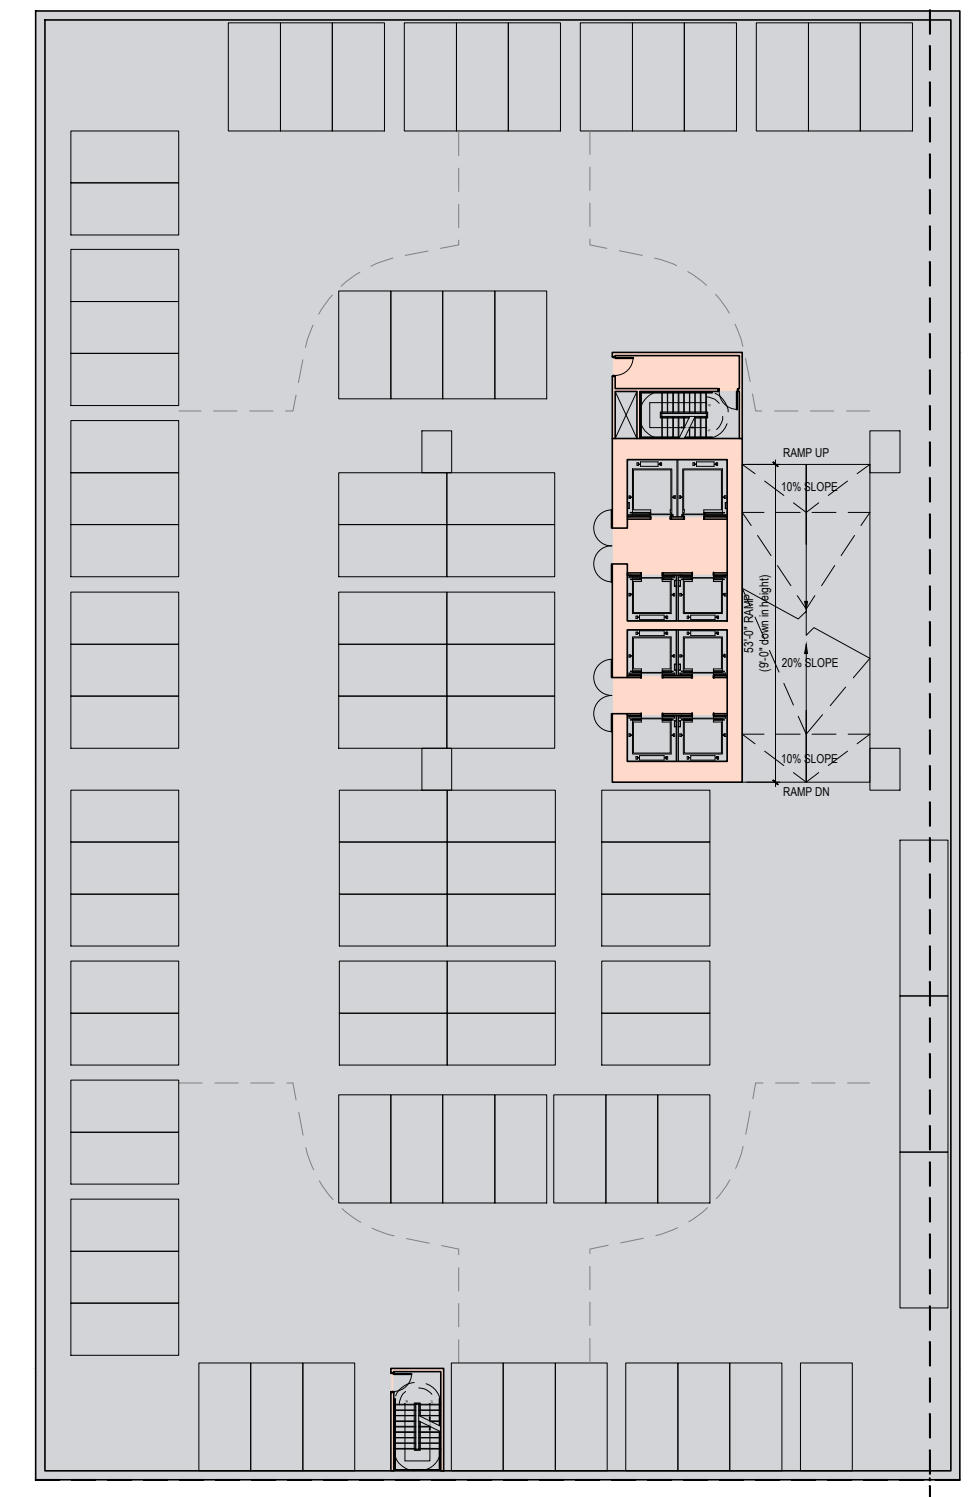 RAMP UP
10% SLOPE
53'-0" RAMP
(9'-0" down in height)
20% SLOPE
10% SLOPE
RAMP DN